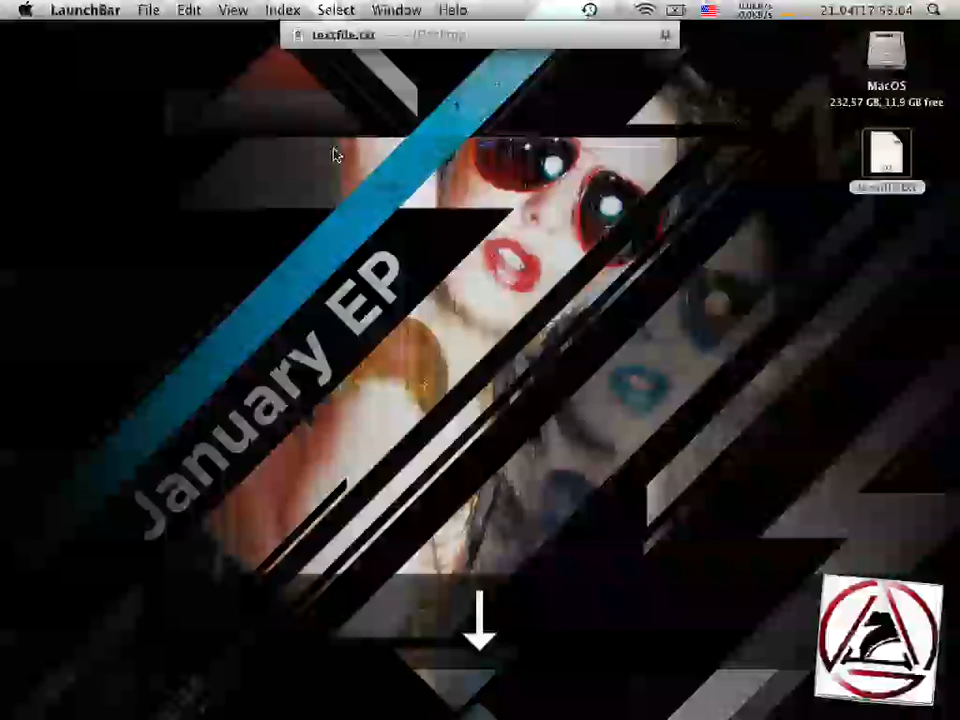 LaunchBar File Edit View Index Select Window Help
textfile.txt
MacOS
232,57 GB, 11,9 GB free
January EP